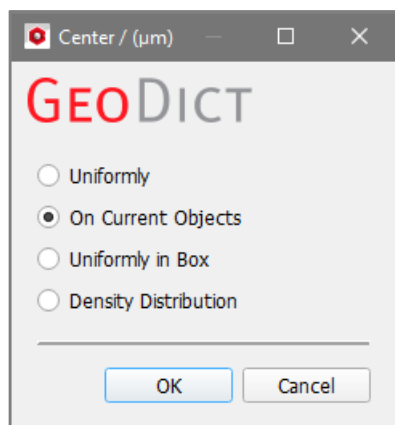 Center / (µm)
GEODICT
Uniformly
On Current Objects
Uniformly in Box
Density Distribution
OK
Cancel